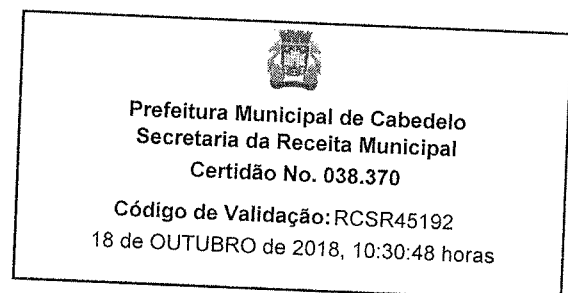 Prefeitura Municipal de Cabedelo
Secretaria da Receita Municipal
Certidão No. 038.370
Código de Validação: RCSR45192
18 de OUTUBRO de 2018, 10:30:48 horas